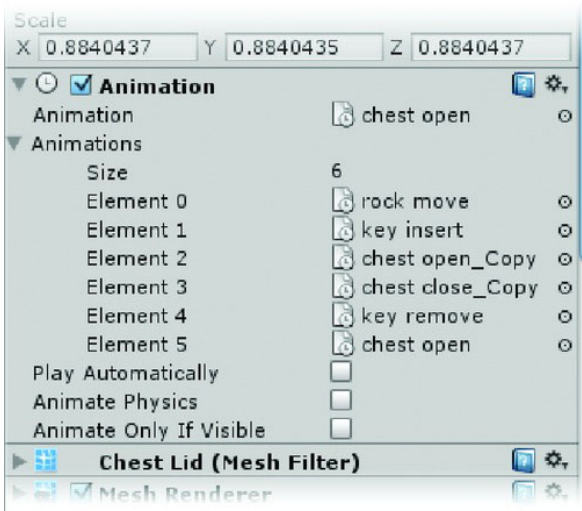 Scale
X 0.8840437 Y 0.8840435 Z 0.8840437
Animation
Animation chest open
Animations
Size 6
Element 0 rock move
Element 1 key insert
Element 2 chest open_Copy
Element 3 chest close_Copy
Element 4 key remove
Element 5 chest open
Play Automatically
Animate Physics
Animate Only If Visible
Chest Lid (Mesh Filter)
Mesh Renderer